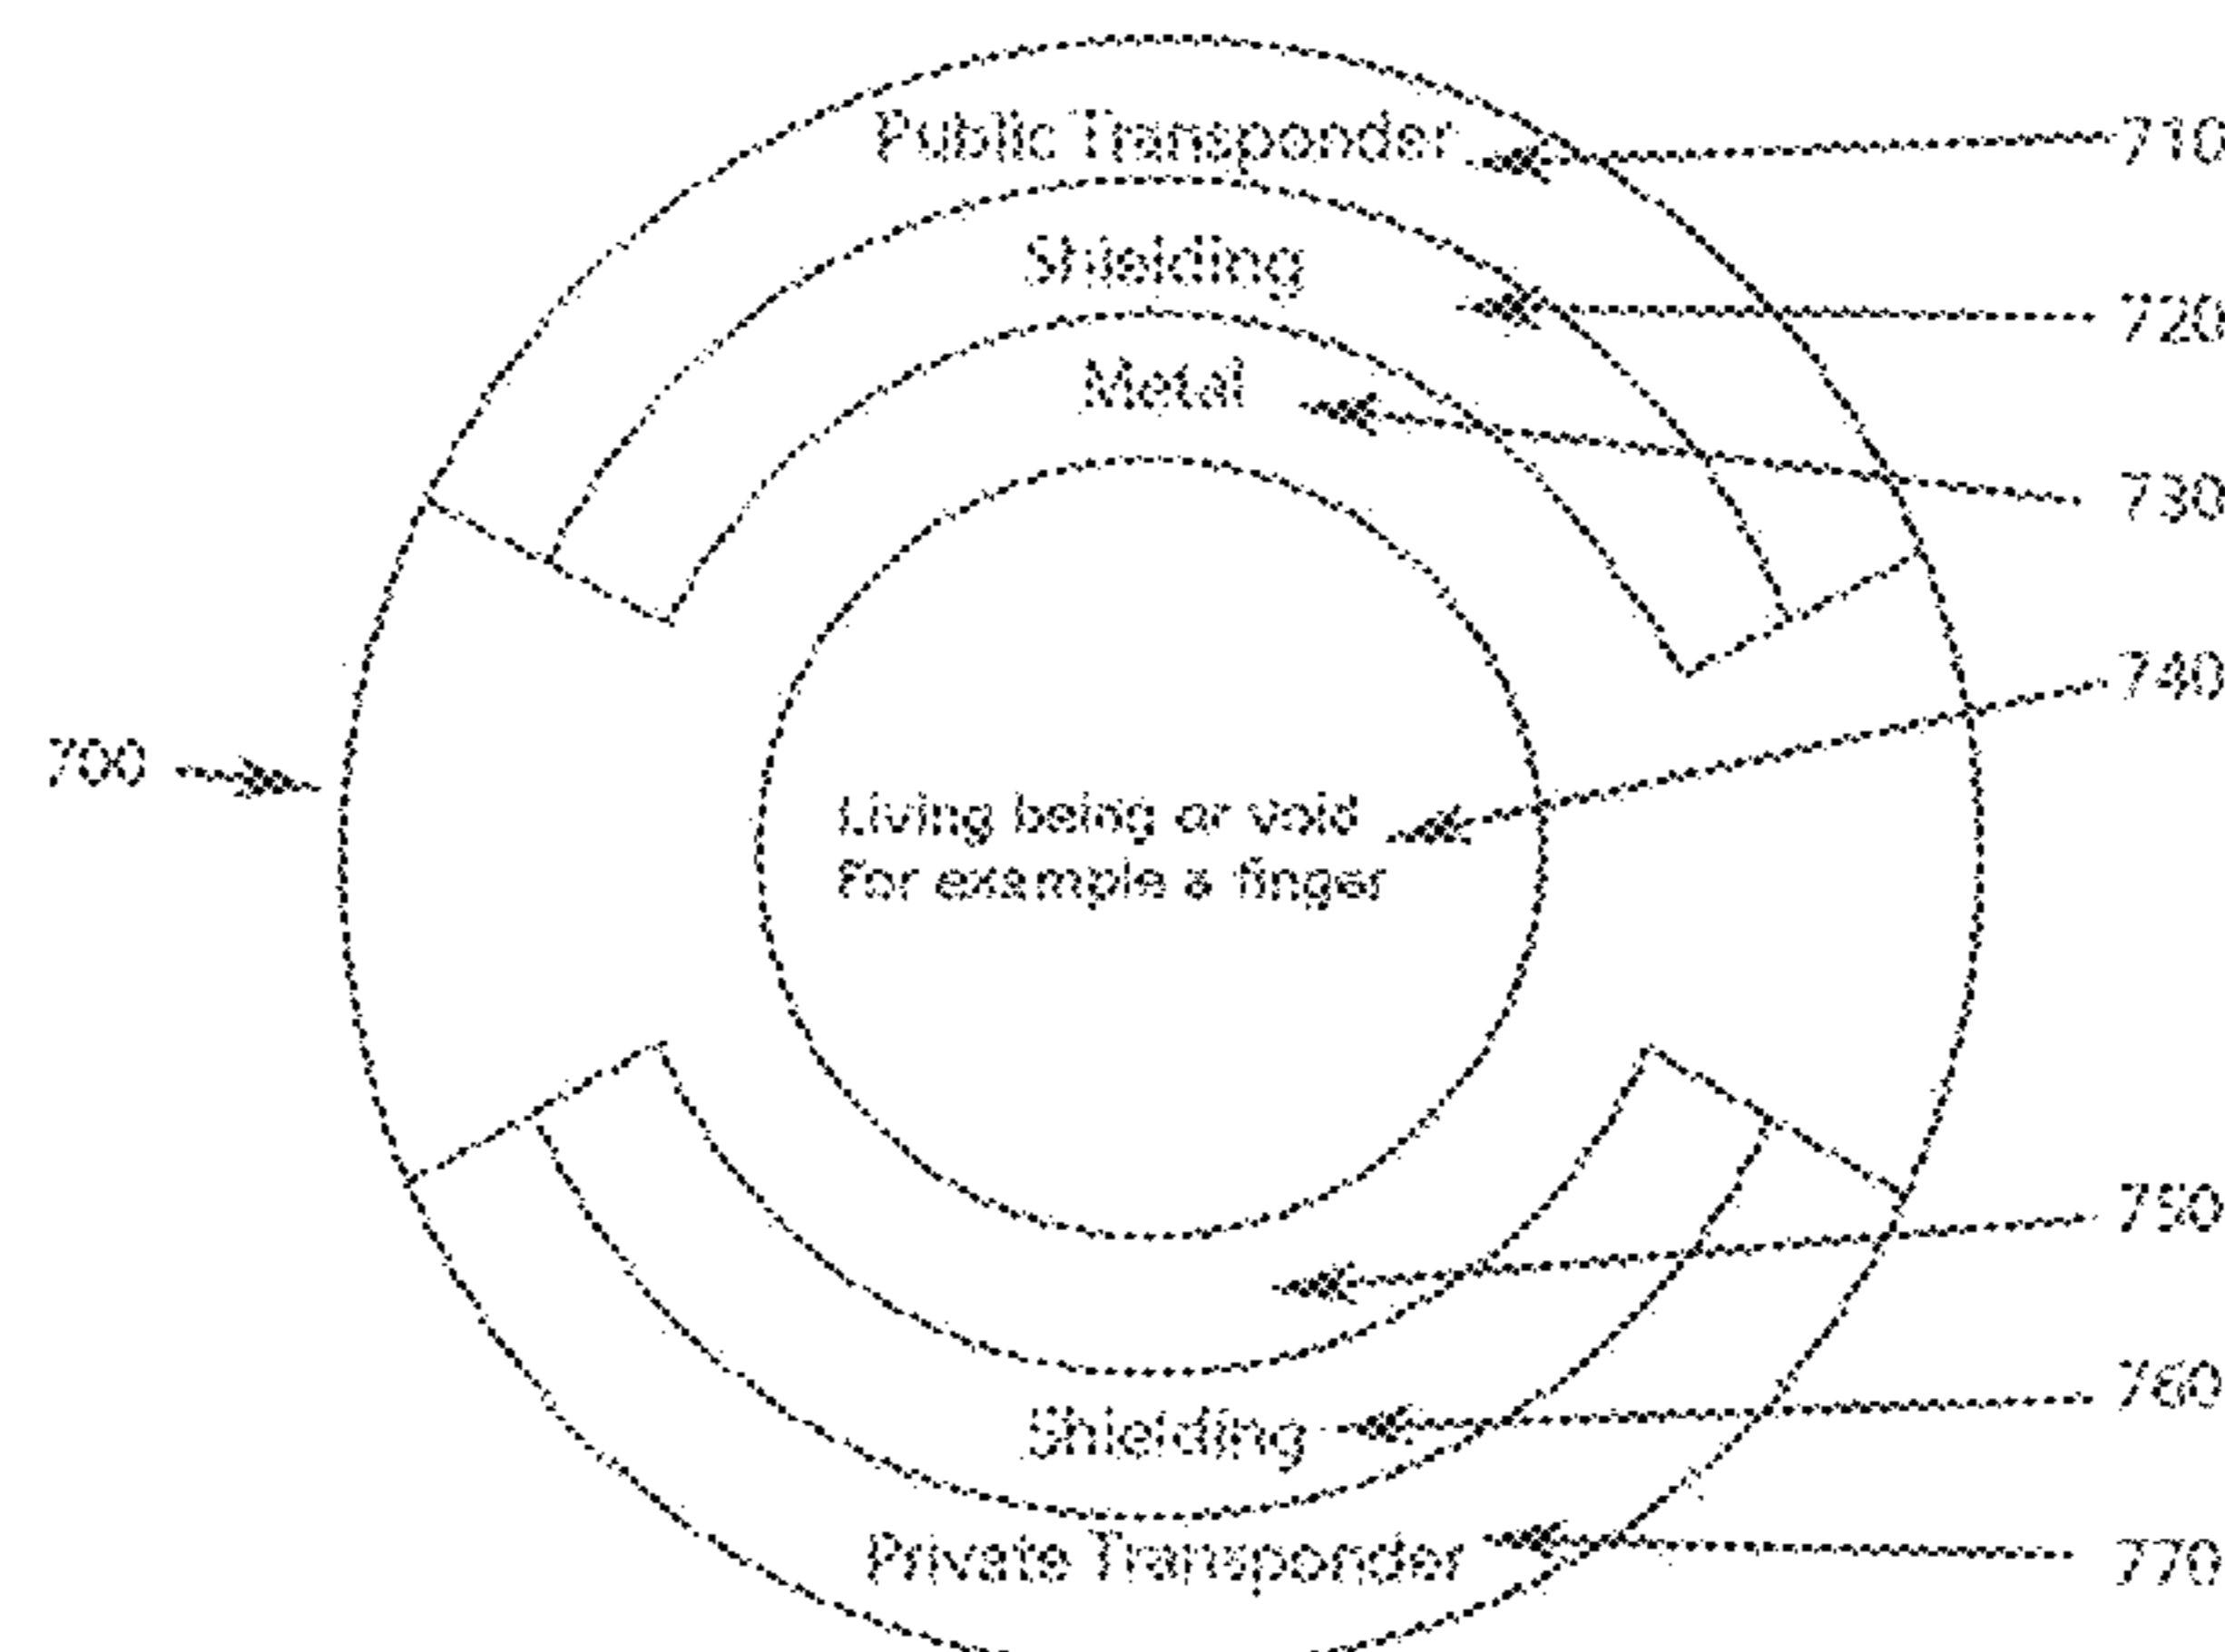 Public Transponder
710
Shielding
720
Metal
730
740
700
Living being or void
For example a finger
750
Shielding
760
Private Transponder
770